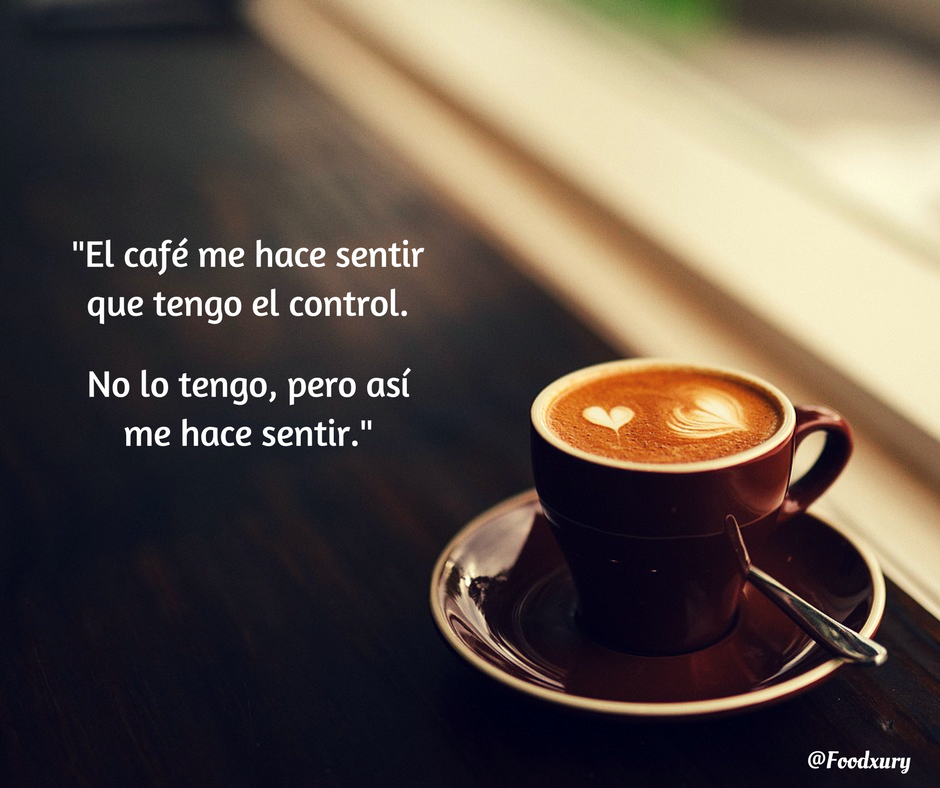 "El café me hace sentir
que tengo el control.
No lo tengo, pero así
me hace sentir."
@Foodxury